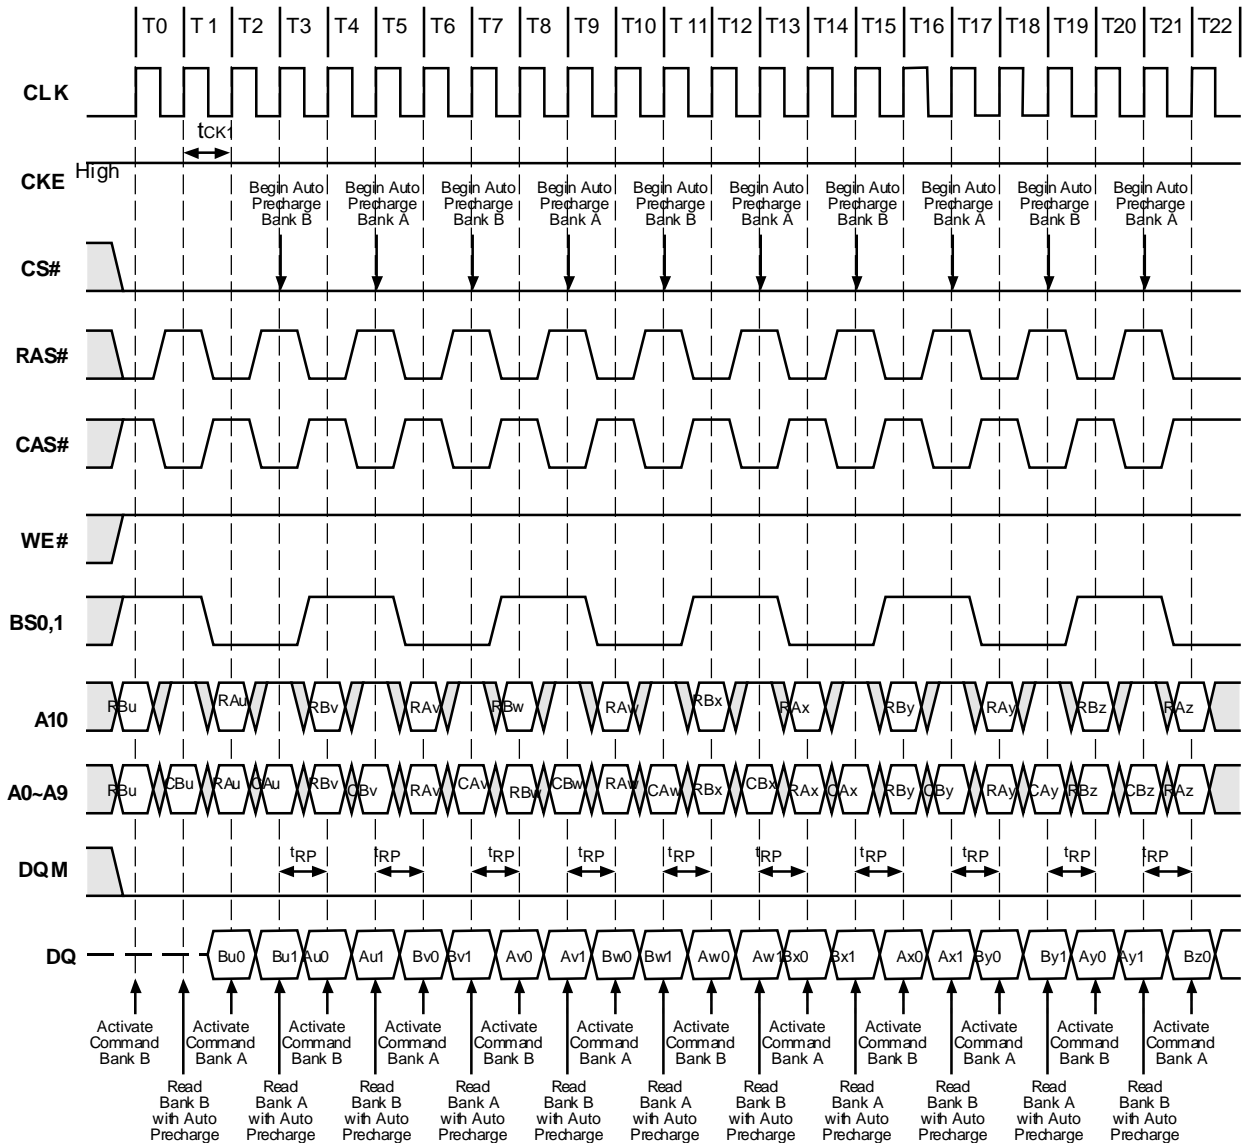 T0 T 1 T2 T3 T4 T5 T6 T7 T8 T9 T10 T 11 T12 T13 T14 T15 T16 T17 T18 T19 T20 T21 T22
CLK
tCK1
High
CKE
Begin Auto Begin Auto Begin Auto Begin Auto Begin Auto Begin Auto Begin Auto Begin Auto Begin Auto Begin Auto
Precharge Precharge Precharge Precharge Precharge Precharge Precharge Precharge Precharge Precharge
Bank B Bank A Bank B Bank A Bank B Bank A Bank B Bank A Bank B Bank A
CS#
RAS#
CAS#
WE#
BS0,1
A10 RBu RAu RBv RAv RBw RAw RBx RAx RBy RAy RBz RAz
A0~A9 RBu CBu RAu CAu RBv CBv RAv CAv RBw CBw RAw CAw RBx CBx RAx CAx RBy CBy RAy CAy RBz CBz RAz
DQM tRP tRP tRP tRP tRP tRP tRP tRP tRP tRP
DQ Bu0 Bu1 Au0 Au1 Bv0 Bv1 Av0 Av1 Bw0 Bw1 Aw0 Aw1 Bx0 Bx1 Ax0 Ax1 By0 By1 Ay0 Ay1 Bz0
Activate Activate Activate Activate Activate Activate Activate Activate Activate Activate Activate Activate
Command Command Command Command Command Command Command Command Command Command Command Command
Bank B Bank A Bank B Bank A Bank B Bank A Bank B Bank A Bank B Bank A Bank B Bank A
Read Read Read Read Read Read Read Read Read Read Read
Bank B Bank A Bank B Bank A Bank B Bank A Bank B Bank A Bank B Bank A Bank B
with Auto with Auto with Auto with Auto with Auto with Auto with Auto with Auto with Auto with Auto with Auto
Precharge Precharge Precharge Precharge Precharge Precharge Precharge Precharge Precharge Precharge Precharge